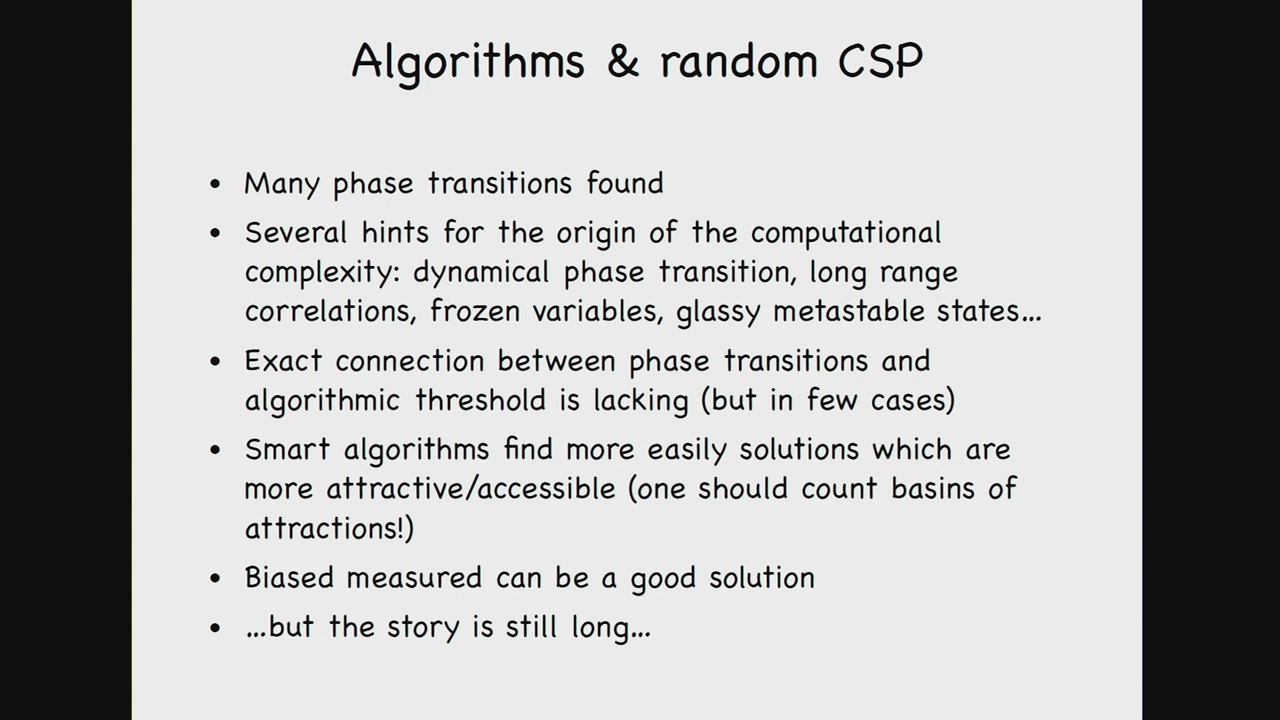 Algorithms & random CSP
• Many phase transitions found
• Several hints for the origin of the computational
complexity: dynamical phase transition, long range
correlations, frozen variables, glassy metastable states...
• Exact connection between phase transitions and
algorithmic threshold is lacking (but in few cases)
• Smart algorithms find more easily solutions which are
more attractive/accessible (one should count basins of
attractions!)
• Biased measured can be a good solution
• ...but the story is still long...